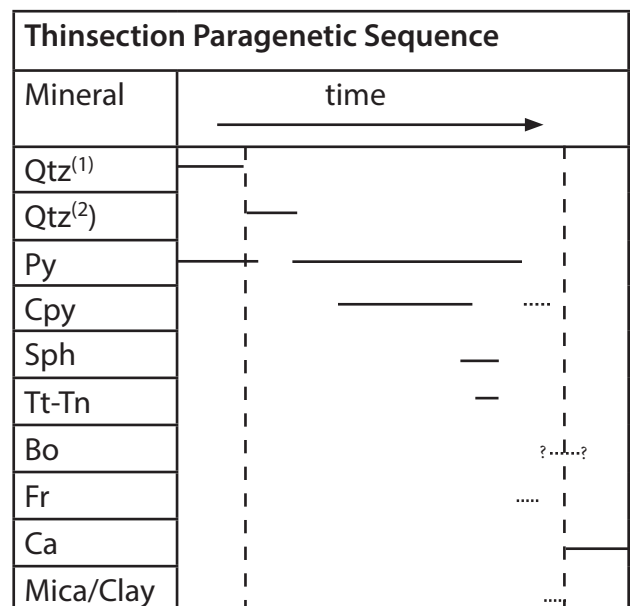 Thinsection Paragenetic Sequence
Mineral time
Qtz⁽¹⁾
Qtz⁽²⁾
Py
Cpy
Sph
Tt-Tn
Bo ? ?
Fr
Ca
Mica/Clay